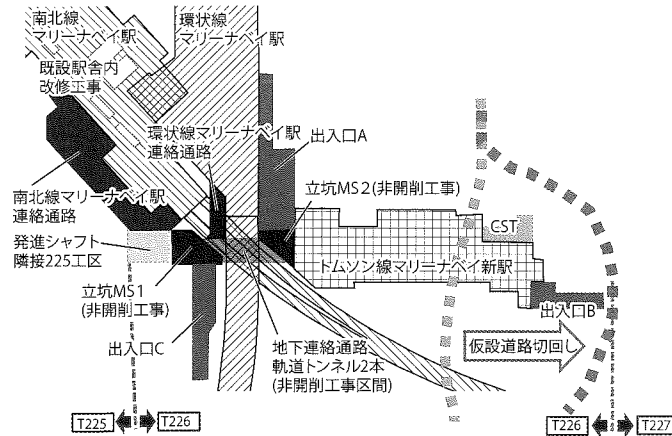 南北線
マリーナベイ駅
環状線
マリーナベイ駅
既設駅舎内
改修工事
環状線マリーナベイ駅
連絡通路
出入口A
南北線マリーナベイ駅
連絡通路
立坑MS2(非開削工事)
発進シャフト
隣接225工区
CST
トムソン線マリーナベイ新駅
立坑MS1
(非開削工事)
出入口B
出入口C
地下連絡通路
軌道トンネル2本
(非開削工事区間)
仮設道路切回し
T225
T226
T226
T227